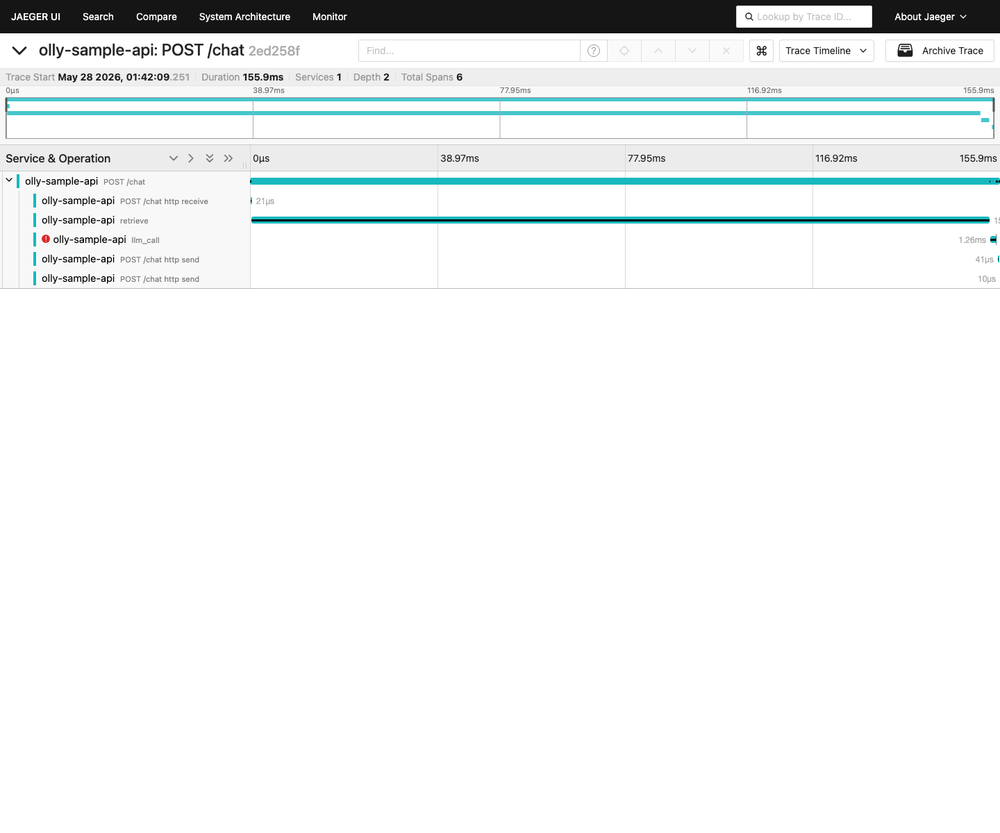 JAEGER UI Search Compare System Architecture Monitor Lookup by Trace ID... About Jaeger
olly-sample-api: POST /chat 2ed258f Find... Trace Timeline Archive Trace
Trace Start May 28 2026, 01:42:09.251 Duration 155.9ms Services 1 Depth 2 Total Spans 6
0μs 38.97ms 77.95ms 116.92ms 155.9ms
Service & Operation 0μs 38.97ms 77.95ms 116.92ms 155.9ms
olly-sample-api POST /chat
olly-sample-api POST /chat http receive 21μs
olly-sample-api retrieve
olly-sample-api llm_call 1.26ms
olly-sample-api POST /chat http send 41μs
olly-sample-api POST /chat http send 10μs